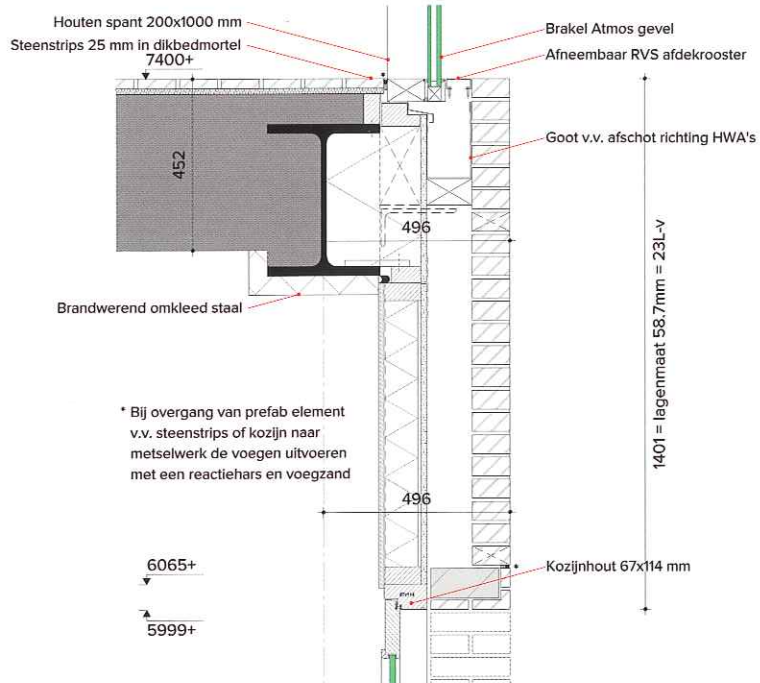 Houten spant 200x1000 mm
Steenstrips 25 mm in dikbedmortel
7400+
Brakel Atmos gevel
Afneembaar RVS afdekrooster
Goot v.v. afschot richting HWA's
452
496
1401 = lagenmaat 58.7mm = 23L-v
Brandwerend omkleed staal
* Bij overgang van prefab element
v.v. steenstrips of kozijn naar
metselwerk de voegen uitvoeren
met een reactiehars en voegzand
496
6065+
5999+
Kozijnhout 67x114 mm
*
*